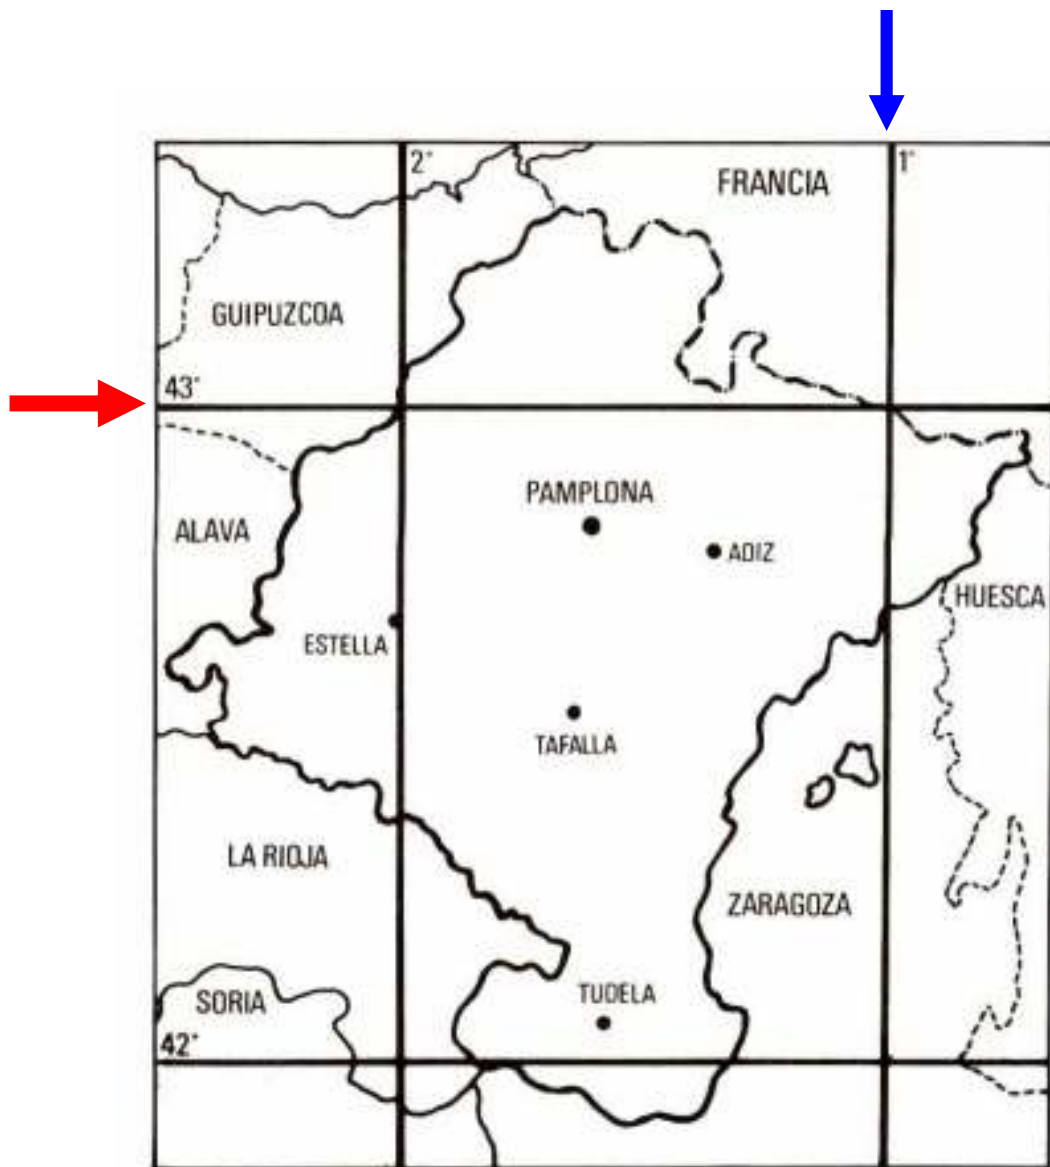 2°
1°
FRANCIA
GUIPUZCOA
43°
PAMPLONA
ALAVA
ADIZ
HUESCA
ESTELLA
TAFALLA
LA RIOJA
ZARAGOZA
SORIA
TUDELA
42°